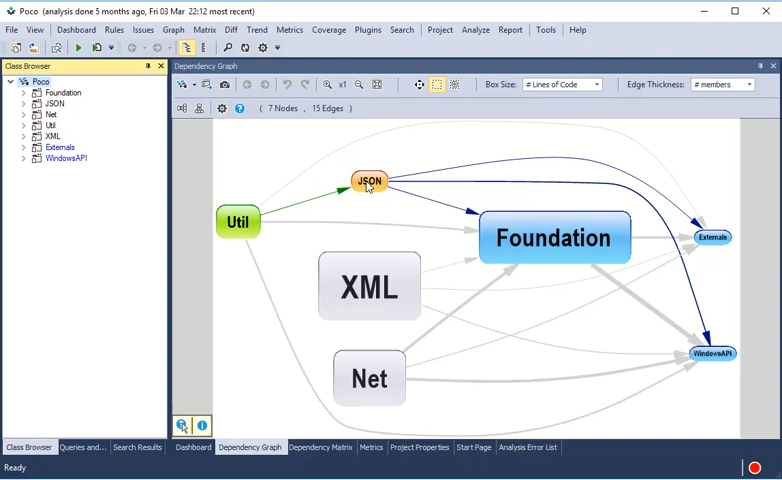 Poco (analysis done 5 months ago, Fri 03 Mar 22:12 most recent)
File View Dashboard Rules Issues Graph Matrix Diff Trend Metrics Coverage Plugins Search Project Analyze Report Tools Help
Class Browser
Poco
Foundation
JSON
Net
Util
XML
Externals
WindowsAPI
Dependency Graph
x1
Box Size: # Lines of Code
Edge Thickness: # members
( 7 Nodes , 15 Edges )
JSON
Util
Foundation
Externals
XML
WindowsAPI
Net
Class Browser Queries and... Search Results
Dashboard Dependency Graph Dependency Matrix Metrics Project Properties Start Page Analysis Error List
Ready